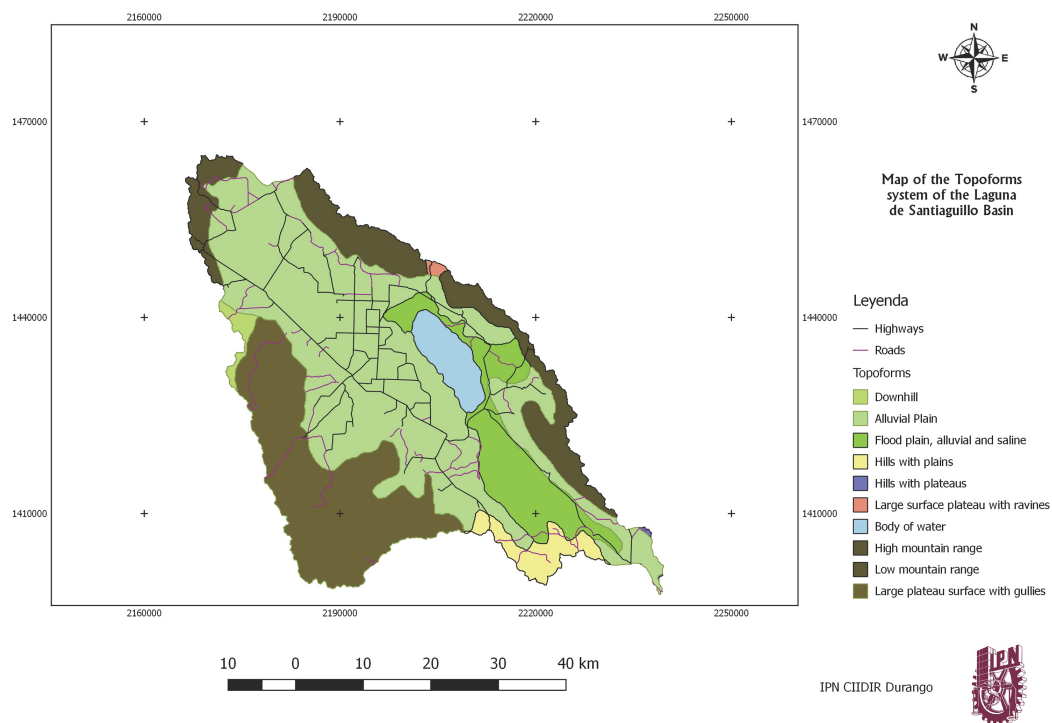 2160000 2190000 2220000 2250000
N
W E
S
1470000 1470000
Map of the Topoforms
system of the Laguna
de Santiaguillo Basin
Leyenda
1440000 1440000
Highways
Roads
Topoforms
Downhill
Alluvial Plain
Flood plain, alluvial and saline
Hills with plains
Hills with plateaus
Large surface plateau with ravines
1410000 1410000
Body of water
High mountain range
Low mountain range
Large plateau surface with gullies
2160000 2190000 2220000 2250000
10 0 10 20 30 40 km
IPN CIIDIR Durango
IPN